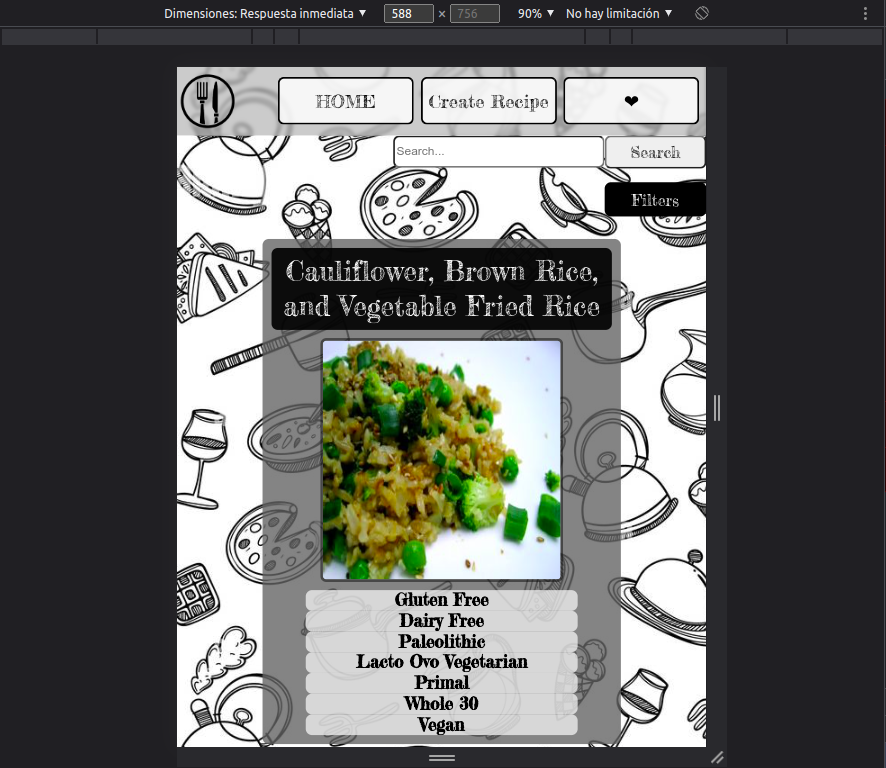 Dimensiones: Respuesta inmediata ▼ 588 × 756 90% ▼ No hay limitación ▼
HOME Create Recipe ❤
Search... Search
Filters
Cauliflower, Brown Rice,
and Vegetable Fried Rice
Gluten Free
Dairy Free
Paleolithic
Lacto Ovo Vegetarian
Primal
Whole 30
Vegan